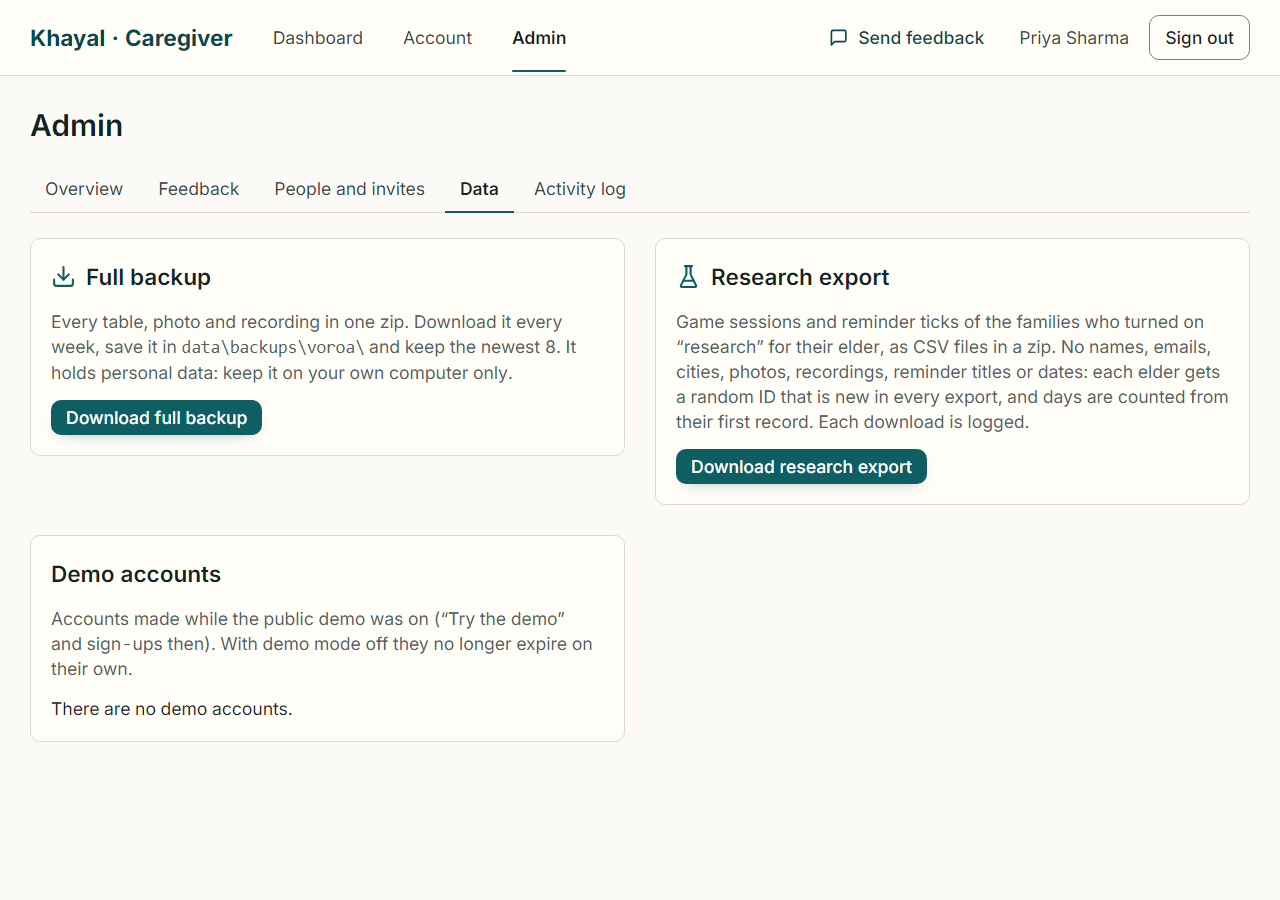 Khayal · Caregiver
Dashboard
Account
Admin
Send feedback
Priya Sharma
Sign out
Admin
Overview
Feedback
People and invites
Data
Activity log
Full backup
Every table, photo and recording in one zip. Download it every
week, save it in data\backups\voroa\ and keep the newest 8. It
holds personal data: keep it on your own computer only.
Download full backup
Research export
Game sessions and reminder ticks of the families who turned on
“research” for their elder, as CSV files in a zip. No names, emails,
cities, photos, recordings, reminder titles or dates: each elder gets
a random ID that is new in every export, and days are counted from
their first record. Each download is logged.
Download research export
Demo accounts
Accounts made while the public demo was on (“Try the demo”
and sign-ups then). With demo mode off they no longer expire on
their own.
There are no demo accounts.